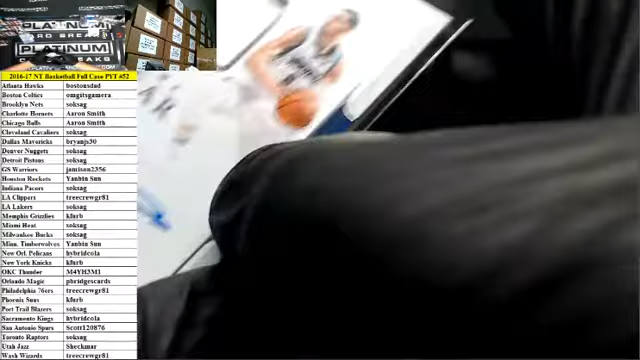 PLATINUM
CARD BREAKS
PLATINUM
CARD BREAKS
2016-17 NT Basketball Full Case PYT #52
Atlanta Hawks bostonsdad
Boston Celtics omgitsgamera
Brooklyn Nets soksag
Charlotte Hornets Aaron Smith
Chicago Bulls Aaron Smith
Cleveland Cavaliers soksag
Dallas Mavericks bryanjs30
Denver Nuggets soksag
Detroit Pistons soksag
GS Warriors jamison2356
Houston Rockets Yanbin Sun
Indiana Pacers soksag
LA Clippers treecrewgr81
LA Lakers soksag
Memphis Grizzlies kfurb
Miami Heat soksag
Milwaukee Bucks soksag
Minn. Timberwolves Yanbin Sun
New Orl. Pelicans hybridcola
New York Knicks kfurb
OKC Thunder M4YH3M1
Orlando Magic pbridgescards
Philadelphia 76ers treecrewgr81
Phoenix Suns kfurb
Port Trail Blazers soksag
Sacramento Kings hybridcola
San Antonio Spurs Scott120876
Toronto Raptors soksag
Utah Jazz Sheckmar
Wash Wizards treecrewgr81